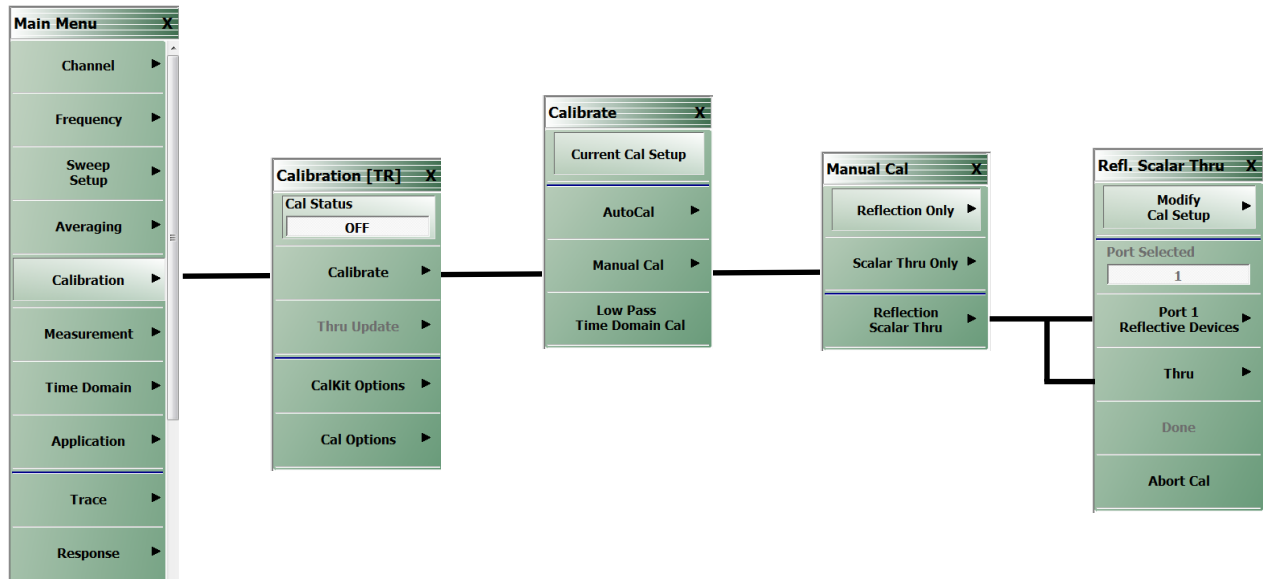 Main Menu X
Channel
Frequency
Sweep
Setup
Averaging
Calibration
Measurement
Time Domain
Application
Trace
Response
Calibration [TR] X
Cal Status
OFF
Calibrate
Thru Update
CalKit Options
Cal Options
Calibrate X
Current Cal Setup
AutoCal
Manual Cal
Low Pass
Time Domain Cal
Manual Cal X
Reflection Only
Scalar Thru Only
Reflection
Scalar Thru
Refl. Scalar Thru X
Modify
Cal Setup
Port Selected
1
Port 1
Reflective Devices
Thru
Done
Abort Cal